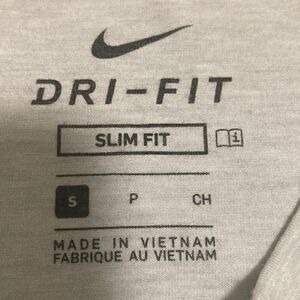 DRI-FIT
SLIM FIT
S P CH
MADE IN VIETNAM
FABRIQUE AU VIETNAM